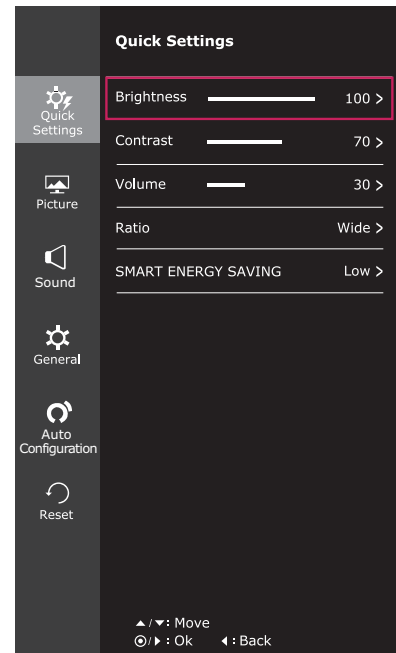 Quick Settings
Quick
Settings
Picture
Sound
General
Auto
Configuration
Reset
Brightness 100 >
Contrast 70 >
Volume 30 >
Ratio Wide >
SMART ENERGY SAVING Low >
▲/▼: Move
◉/▶ : Ok ◀ : Back